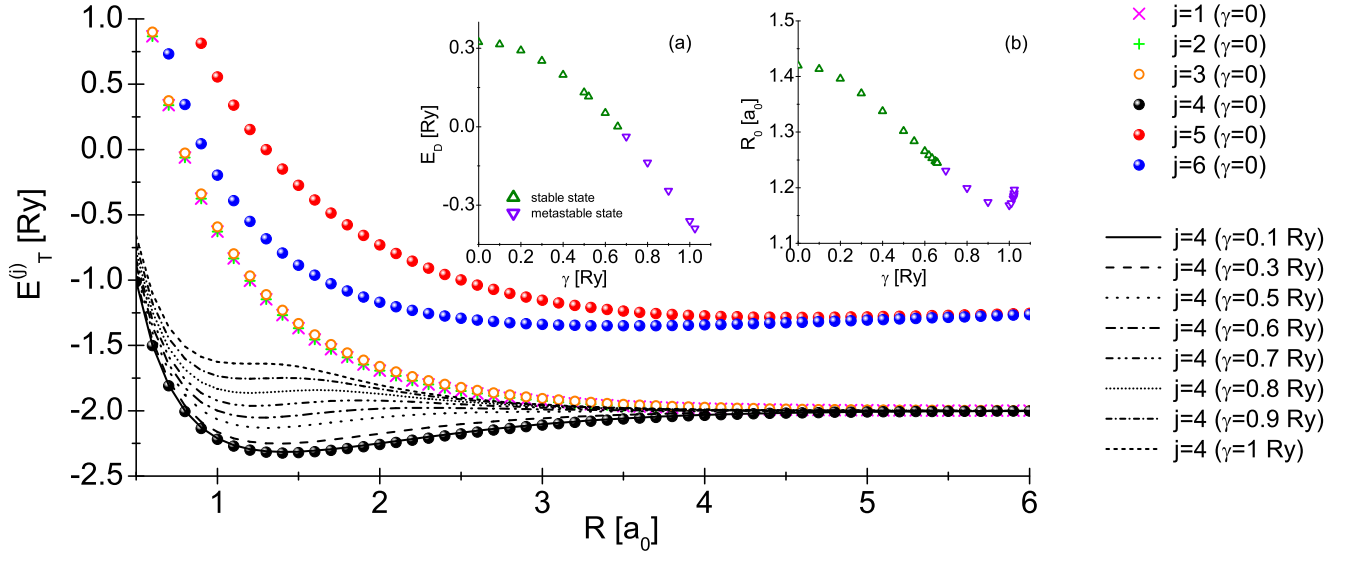 E_T^(j) [Ry]
1.0
0.5
0.0
-0.5
-1.0
-1.5
-2.0
-2.5
1
2
3
4
5
6
R [a_0]
(a)
E_D [Ry]
0.3
0.0
-0.3
stable state
metastable state
0.0 0.2 0.4 0.6 0.8 1.0
γ [Ry]
(b)
R_0 [a_0]
1.5
1.4
1.3
1.2
1.1
0.0 0.2 0.4 0.6 0.8 1.0
γ [Ry]
j=1 (γ=0)
j=2 (γ=0)
j=3 (γ=0)
j=4 (γ=0)
j=5 (γ=0)
j=6 (γ=0)
j=4 (γ=0.1 Ry)
j=4 (γ=0.3 Ry)
j=4 (γ=0.5 Ry)
j=4 (γ=0.6 Ry)
j=4 (γ=0.7 Ry)
j=4 (γ=0.8 Ry)
j=4 (γ=0.9 Ry)
j=4 (γ=1 Ry)